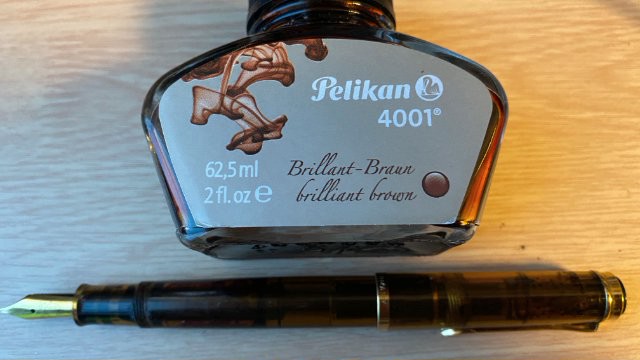 Pelikan
4001®
62,5 ml
2 fl. oz ℮
Brillant-Braun
brilliant brown